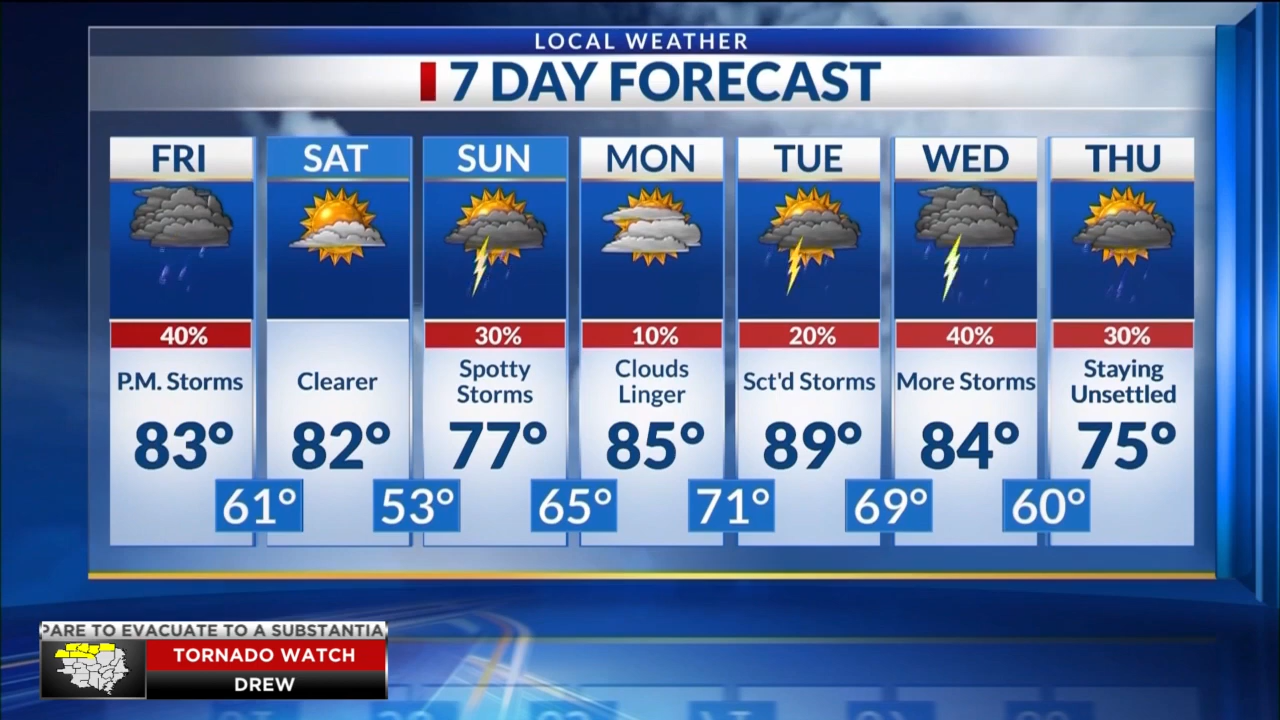 LOCAL WEATHER
7 DAY FORECAST
FRI SAT SUN MON TUE WED THU
40% 30% 10% 20% 40% 30%
P.M. Storms
Clearer
Spotty
Storms
Clouds
Linger
Sct'd Storms
More Storms
Staying
Unsettled
83° 82° 77° 85° 89° 84° 75°
61° 53° 65° 71° 69° 60°
PARE TO EVACUATE TO A SUBSTANTIA
TORNADO WATCH
DREW